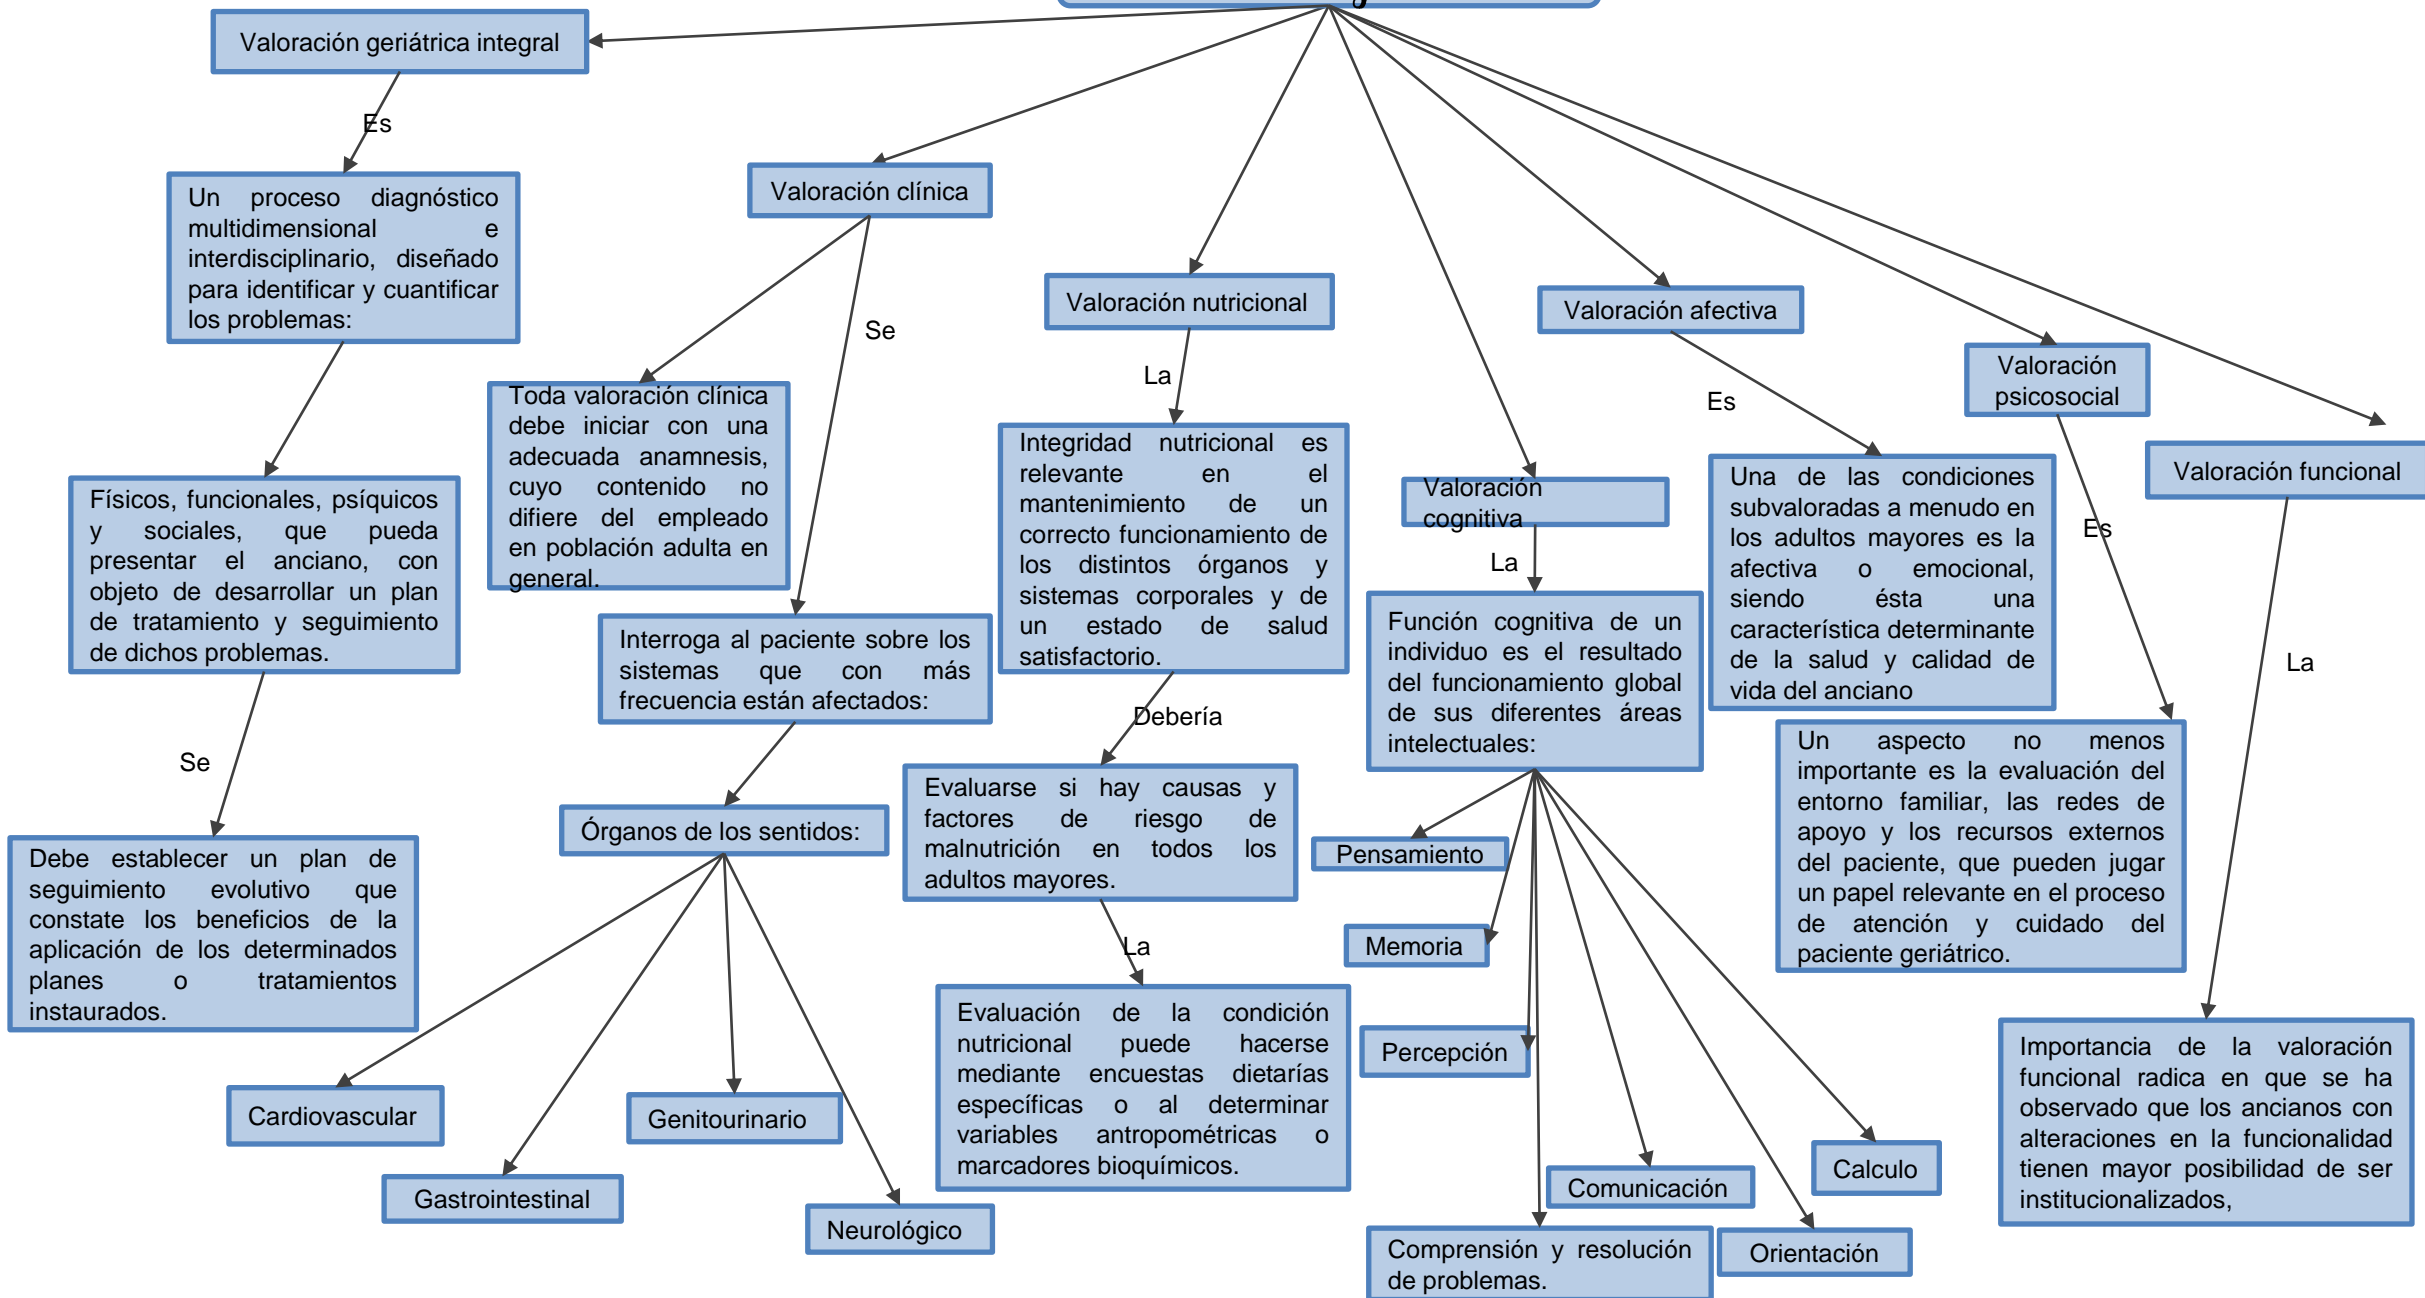 Valoración geriátrica integral
Es
Un proceso diagnóstico
multidimensional e
interdisciplinario, diseñado
para identificar y cuantificar
los problemas:
Físicos, funcionales, psíquicos
y sociales, que pueda
presentar el anciano, con
objeto de desarrollar un plan
de tratamiento y seguimiento
de dichos problemas.
Se
Debe establecer un plan de
seguimiento evolutivo que
constate los beneficios de la
aplicación de los determinados
planes o tratamientos
instaurados.
Valoración clínica
Toda valoración clínica
debe iniciar con una
adecuada anamnesis,
cuyo contenido no
difiere del empleado
en población adulta en
general.
Se
Interroga al paciente sobre los
sistemas que con más
frecuencia están afectados:
Órganos de los sentidos:
Cardiovascular
Gastrointestinal
Genitourinario
Neurológico
Valoración nutricional
La
Integridad nutricional es
relevante en el
mantenimiento de un
correcto funcionamiento de
los distintos órganos y
sistemas corporales y de
un estado de salud
satisfactorio.
Debería
Evaluarse si hay causas y
factores de riesgo de
malnutrición en todos los
adultos mayores.
La
Evaluación de la condición
nutricional puede hacerse
mediante encuestas dietarías
específicas o al determinar
variables antropométricas o
marcadores bioquímicos.
Valoración
cognitiva
La
Función cognitiva de un
individuo es el resultado
del funcionamiento global
de sus diferentes áreas
intelectuales:
Pensamiento
Memoria
Percepción
Comprensión y resolución
de problemas.
Comunicación
Orientación
Calculo
Valoración afectiva
Es
Una de las condiciones
subvaloradas a menudo en
los adultos mayores es la
afectiva o emocional,
siendo ésta una
característica determinante
de la salud y calidad de
vida del anciano
Valoración
psicosocial
Es
Un aspecto no menos
importante es la evaluación del
entorno familiar, las redes de
apoyo y los recursos externos
del paciente, que pueden jugar
un papel relevante en el proceso
de atención y cuidado del
paciente geriátrico.
Valoración funcional
La
Importancia de la valoración
funcional radica en que se ha
observado que los ancianos con
alteraciones en la funcionalidad
tienen mayor posibilidad de ser
institucionalizados,